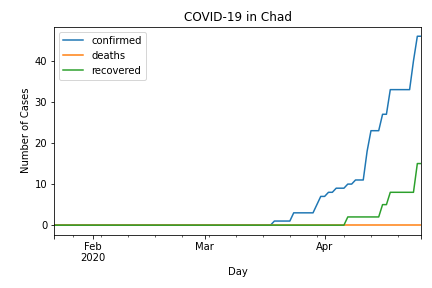 COVID-19 in Chad
confirmed
deaths
recovered
Number of Cases
40
30
20
10
0
Feb
2020
Mar
Apr
Day